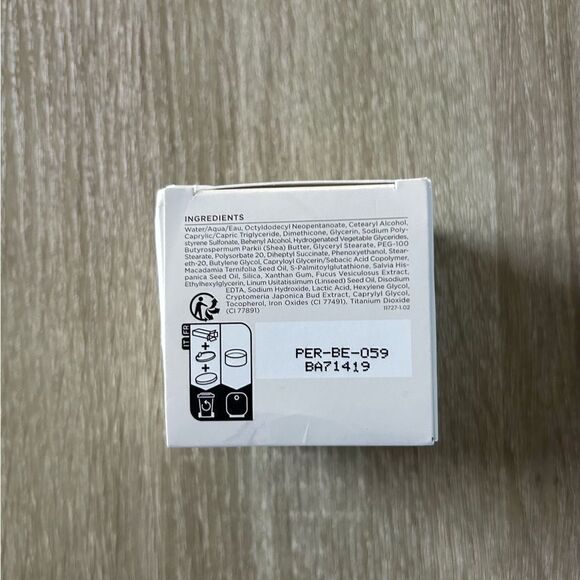 INGREDIENTS
Water/Aqua/Eau, Octyldodecyl Neopentanoate, Cetearyl Alcohol,
Caprylic/Capric Triglyceride, Dimethicone, Glycerin, Sodium Poly-
styrene Sulfonate, Behenyl Alcohol, Hydrogenated Vegetable Glycerides,
Butyrospermum Parkii (Shea) Butter, Glyceryl Stearate, PEG-100
Stearate, Polysorbate 20, Diheptyl Succinate, Phenoxyethanol, Stear-
eth-20, Butylene Glycol, Capryloyl Glycerin/Sebacic Acid Copolymer,
Macadamia Ternifolia Seed Oil, S-Palmitoylglutathione, Salvia His-
panica Seed Oil, Silica, Xanthan Gum, Fucus Vesiculosus Extract,
Ethylhexylglycerin, Linum Usitatissimum (Linseed) Seed Oil, Disodium
EDTA, Sodium Hydroxide, Lactic Acid, Hexylene Glycol,
Cryptomeria Japonica Bud Extract, Caprylyl Glycol,
Tocopherol, Iron Oxides (CI 77491), Titanium Dioxide
(CI 77891)
11727-1.02
IT FR
PER-BE-059
BA71419